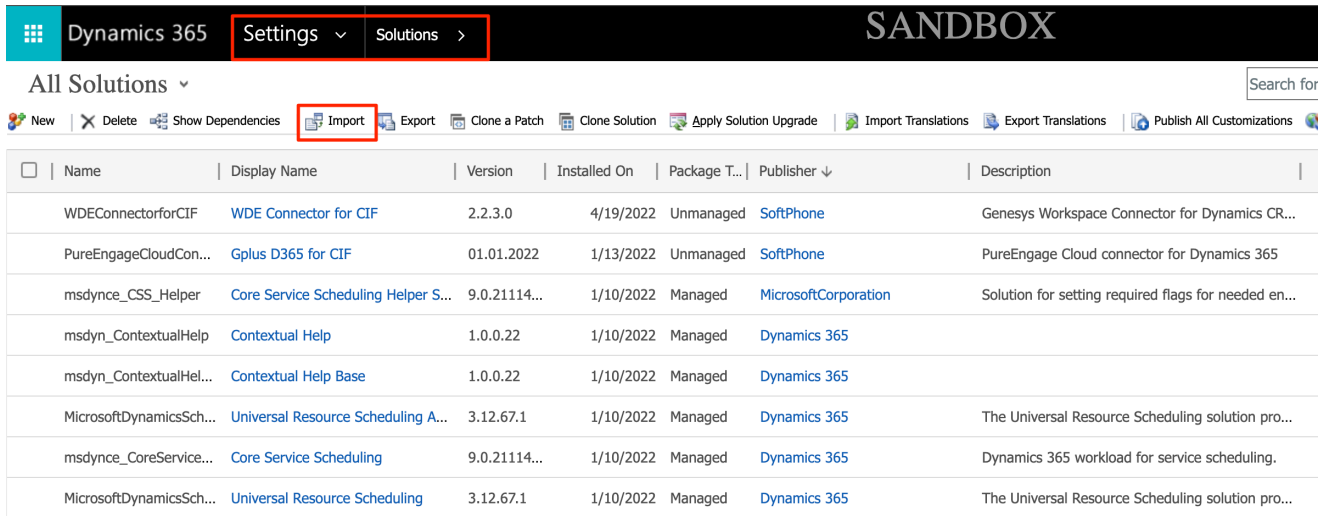 Dynamics 365 Settings Solutions SANDBOX
All Solutions
Search for
New Delete Show Dependencies Import Export Clone a Patch Clone Solution Apply Solution Upgrade Import Translations Export Translations Publish All Customizations
Name Display Name Version Installed On Package T... Publisher Description
WDEConnectorforCIF WDE Connector for CIF 2.2.3.0 4/19/2022 Unmanaged SoftPhone Genesys Workspace Connector for Dynamics CR...
PureEngageCloudCon... Gplus D365 for CIF 01.01.2022 1/13/2022 Unmanaged SoftPhone PureEngage Cloud connector for Dynamics 365
msdynce_CSS_Helper Core Service Scheduling Helper S... 9.0.21114... 1/10/2022 Managed MicrosoftCorporation Solution for setting required flags for needed en...
msdyn_ContextualHelp Contextual Help 1.0.0.22 1/10/2022 Managed Dynamics 365
msdyn_ContextualHel... Contextual Help Base 1.0.0.22 1/10/2022 Managed Dynamics 365
MicrosoftDynamicsSch... Universal Resource Scheduling A... 3.12.67.1 1/10/2022 Managed Dynamics 365 The Universal Resource Scheduling solution pro...
msdynce_CoreService... Core Service Scheduling 9.0.21114... 1/10/2022 Managed Dynamics 365 Dynamics 365 workload for service scheduling.
MicrosoftDynamicsSch... Universal Resource Scheduling 3.12.67.1 1/10/2022 Managed Dynamics 365 The Universal Resource Scheduling solution pro...